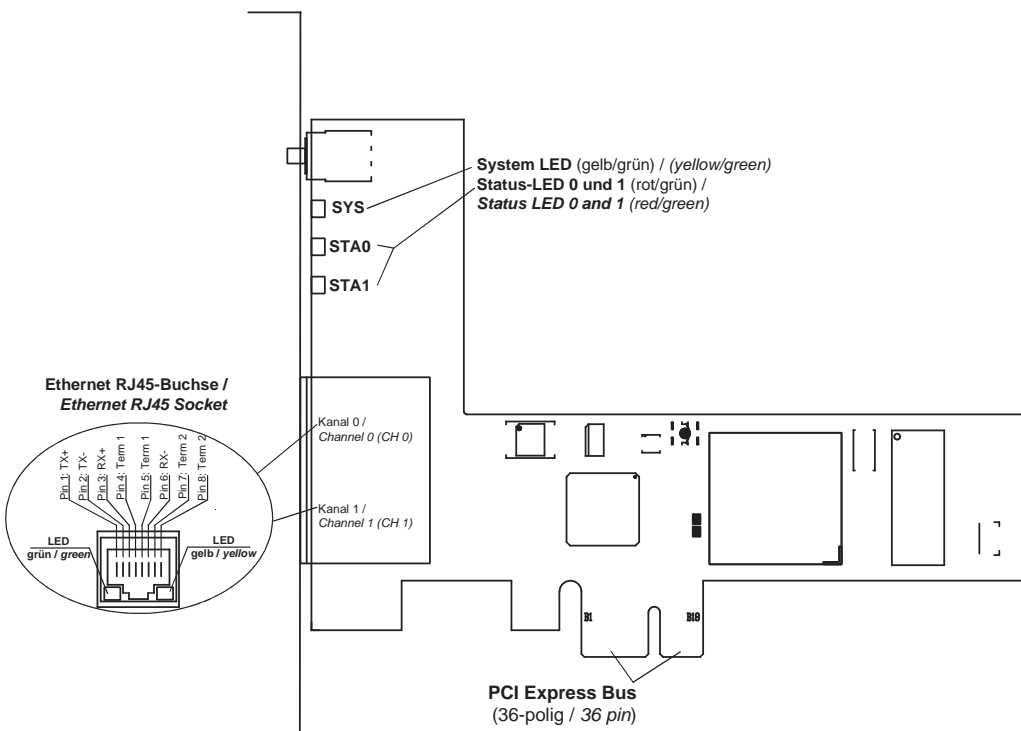 System LED (gelb/grün) / (yellow/green)
Status-LED 0 und 1 (rot/grün) /
Status LED 0 and 1 (red/green)
SYS
STA0
STA1
Ethernet RJ45-Buchse /
Ethernet RJ45 Socket
Kanal 0 /
Channel 0 (CH 0)
Pin 1: TX+
Pin 2: TX-
Pin 3: RX+
Pin 4: Term 1
Pin 5: Term 1
Pin 6: RX-
Pin 7: Term 2
Pin 8: Term 2
Kanal 1 /
Channel 1 (CH 1)
LED
grün / green
LED
gelb / yellow
B1
B18
PCI Express Bus
(36-polig / 36 pin)